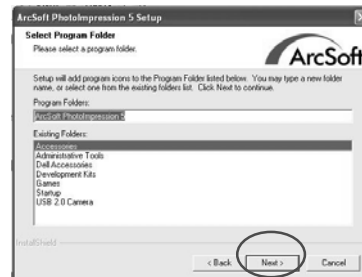 ArcSoft PhotoImpression 5 Setup
Select Program Folder
Please select a program folder.
ArcSoft
Setup will add program icons to the Program Folder listed below. You may type a new folder
name, or select one from the existing folders list. Click Next to continue.
Program Folders:
ArcSoft PhotoImpression 5
Existing Folders:
Accessories
Administrative Tools
Dell Accessories
Development Kits
Games
Startup
USB 2.0 Camera
InstallShield
< Back
Next >
Cancel